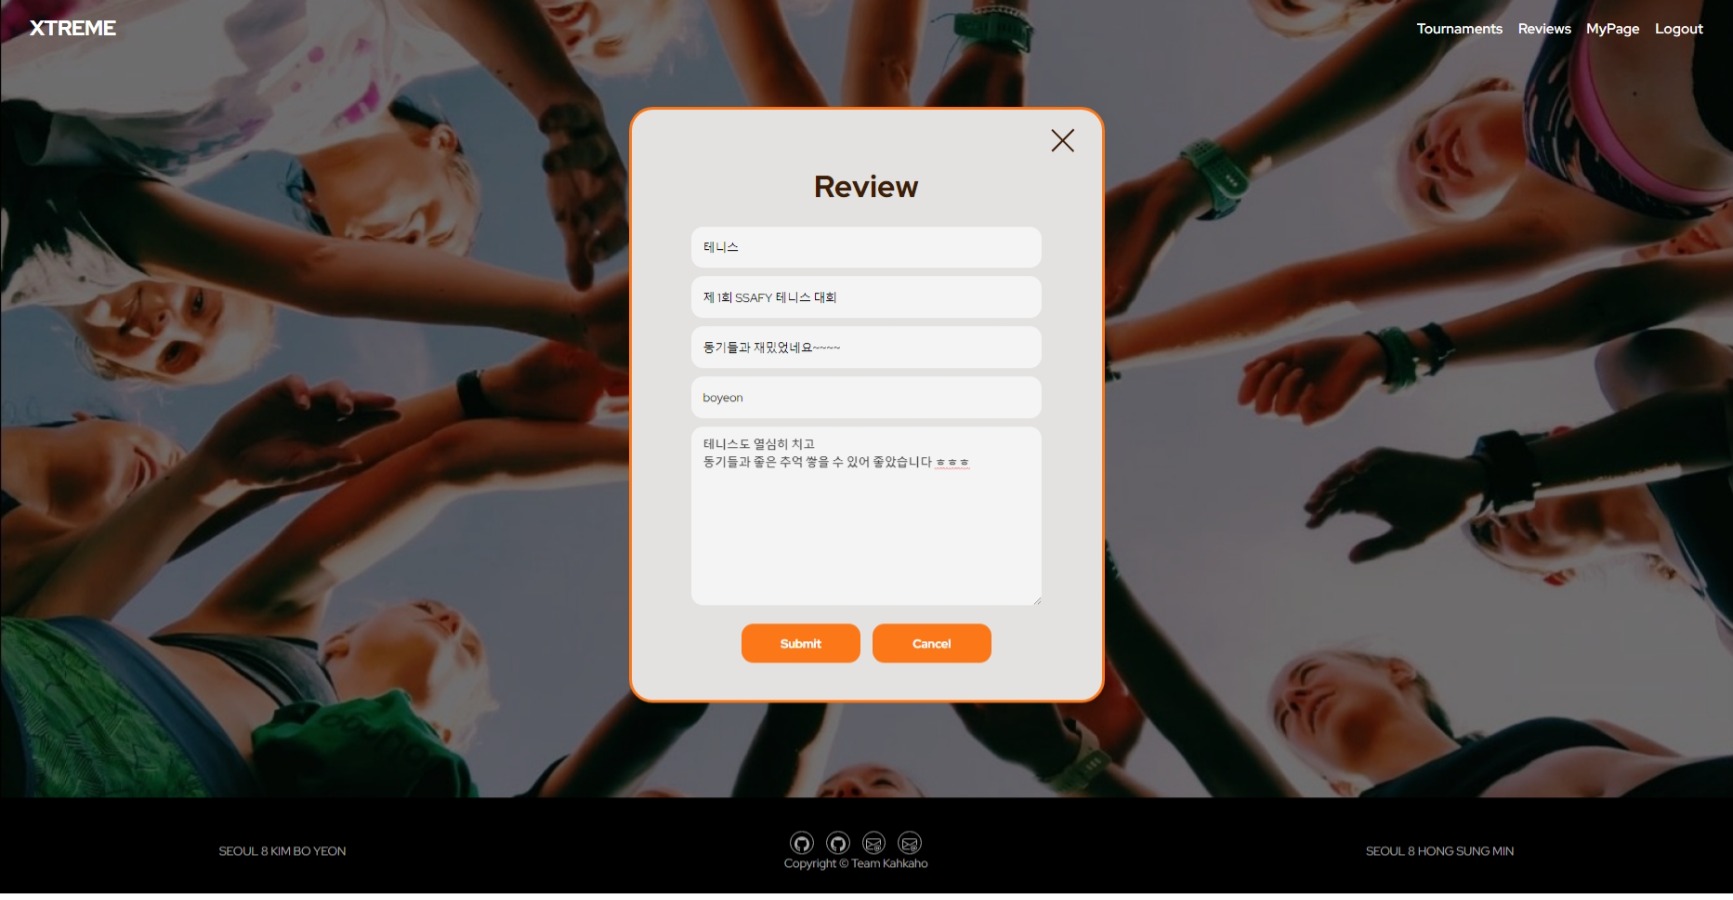 XTREME
Tournaments Reviews MyPage Logout
Review
테니스
제 1회 SSAFY 테니스 대회
동기들과 재밌었네요~~~~
boyeon
테니스도 열심히 치고
동기들과 좋은 추억 쌓을 수 있어 좋았습니다 ㅎㅎㅎ
Submit Cancel
SEOUL 8 KIM BO YEON
Copyright © Team Kahkaho
SEOUL 8 HONG SUNG MIN